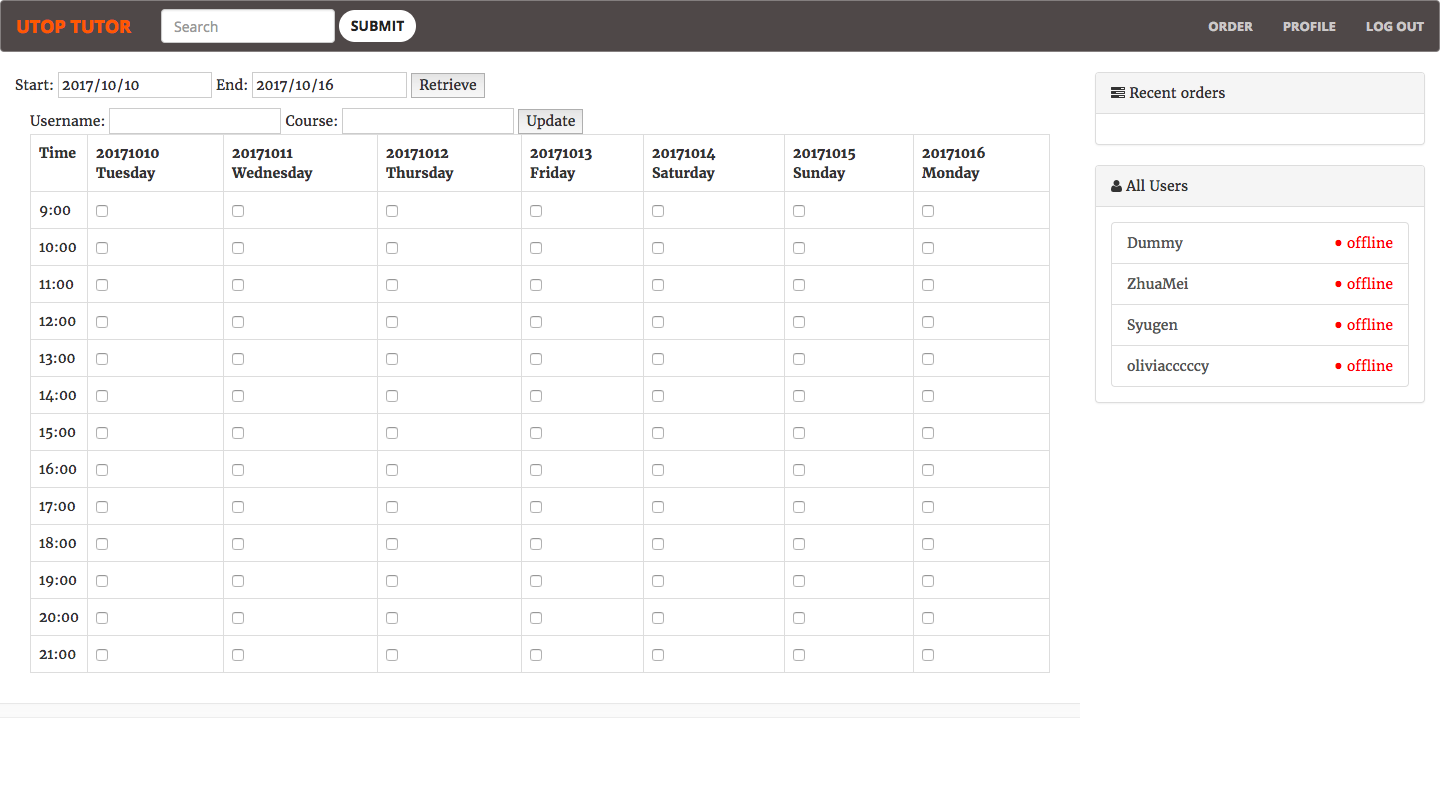 UTOP TUTOR Search SUBMIT ORDER PROFILE LOG OUT
Start: 2017/10/10 End: 2017/10/16 Retrieve
Username: Course: Update
Time 20171010 20171011 20171012 20171013 20171014 20171015 20171016
Tuesday Wednesday Thursday Friday Saturday Sunday Monday
9:00
10:00
11:00
12:00
13:00
14:00
15:00
16:00
17:00
18:00
19:00
20:00
21:00
Recent orders
All Users
Dummy • offline
ZhuaMei • offline
Syugen • offline
oliviacccccy • offline